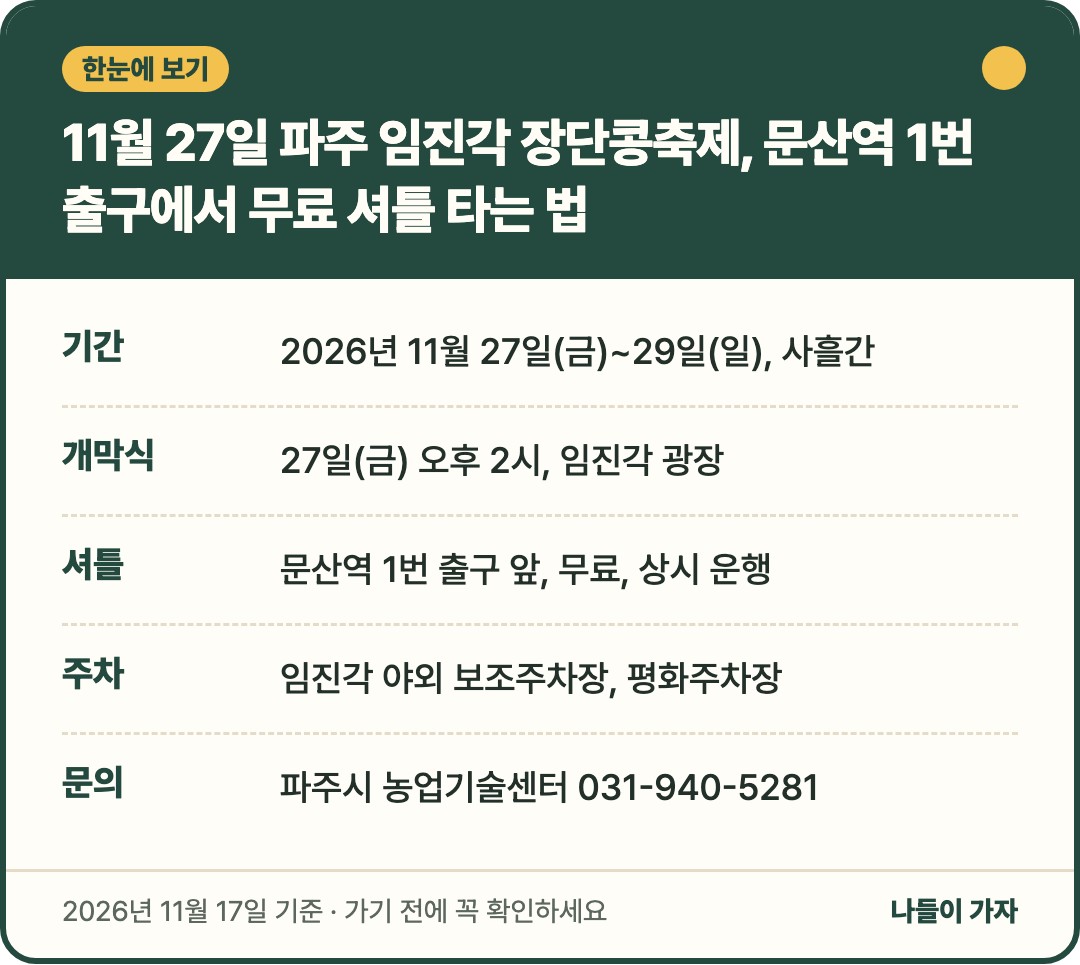 한눈에 보기
11월 27일 파주 임진각 장단콩축제, 문산역 1번
출구에서 무료 셔틀 타는 법
기간 2026년 11월 27일(금)~29일(일), 사흘간
개막식 27일(금) 오후 2시, 임진각 광장
셔틀 문산역 1번 출구 앞, 무료, 상시 운행
주차 임진각 야외 보조주차장, 평화주차장
문의 파주시 농업기술센터 031-940-5281
2026년 11월 17일 기준 · 가기 전에 꼭 확인하세요 나들이 가자